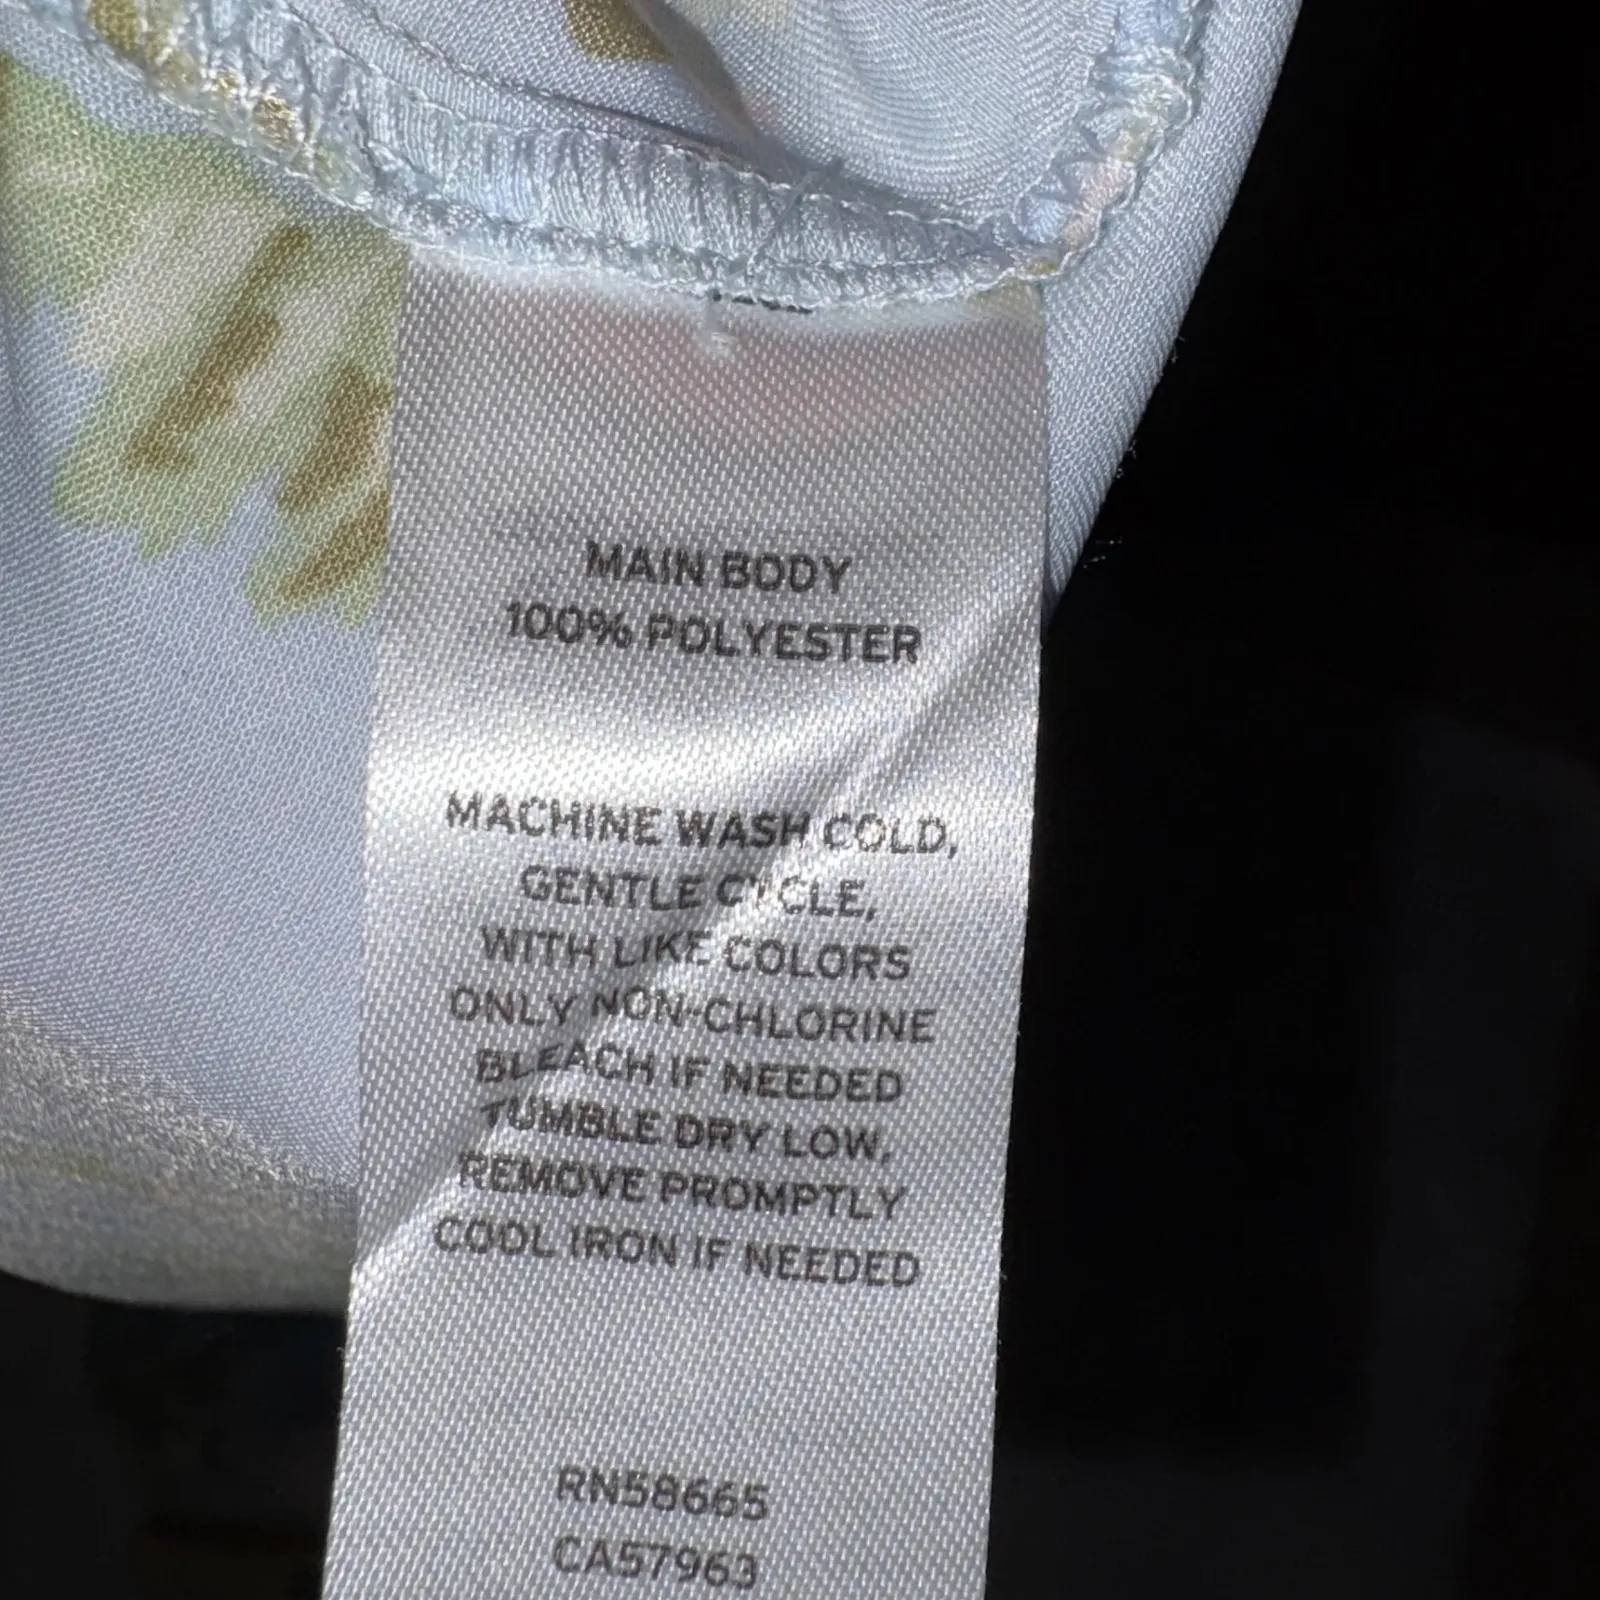 MAIN BODY
100% POLYESTER
MACHINE WASH COLD,
GENTLE CYCLE,
WITH LIKE COLORS
ONLY NON-CHLORINE
BLEACH IF NEEDED
TUMBLE DRY LOW,
REMOVE PROMPTLY
COOL IRON IF NEEDED
RN58665
CA57963